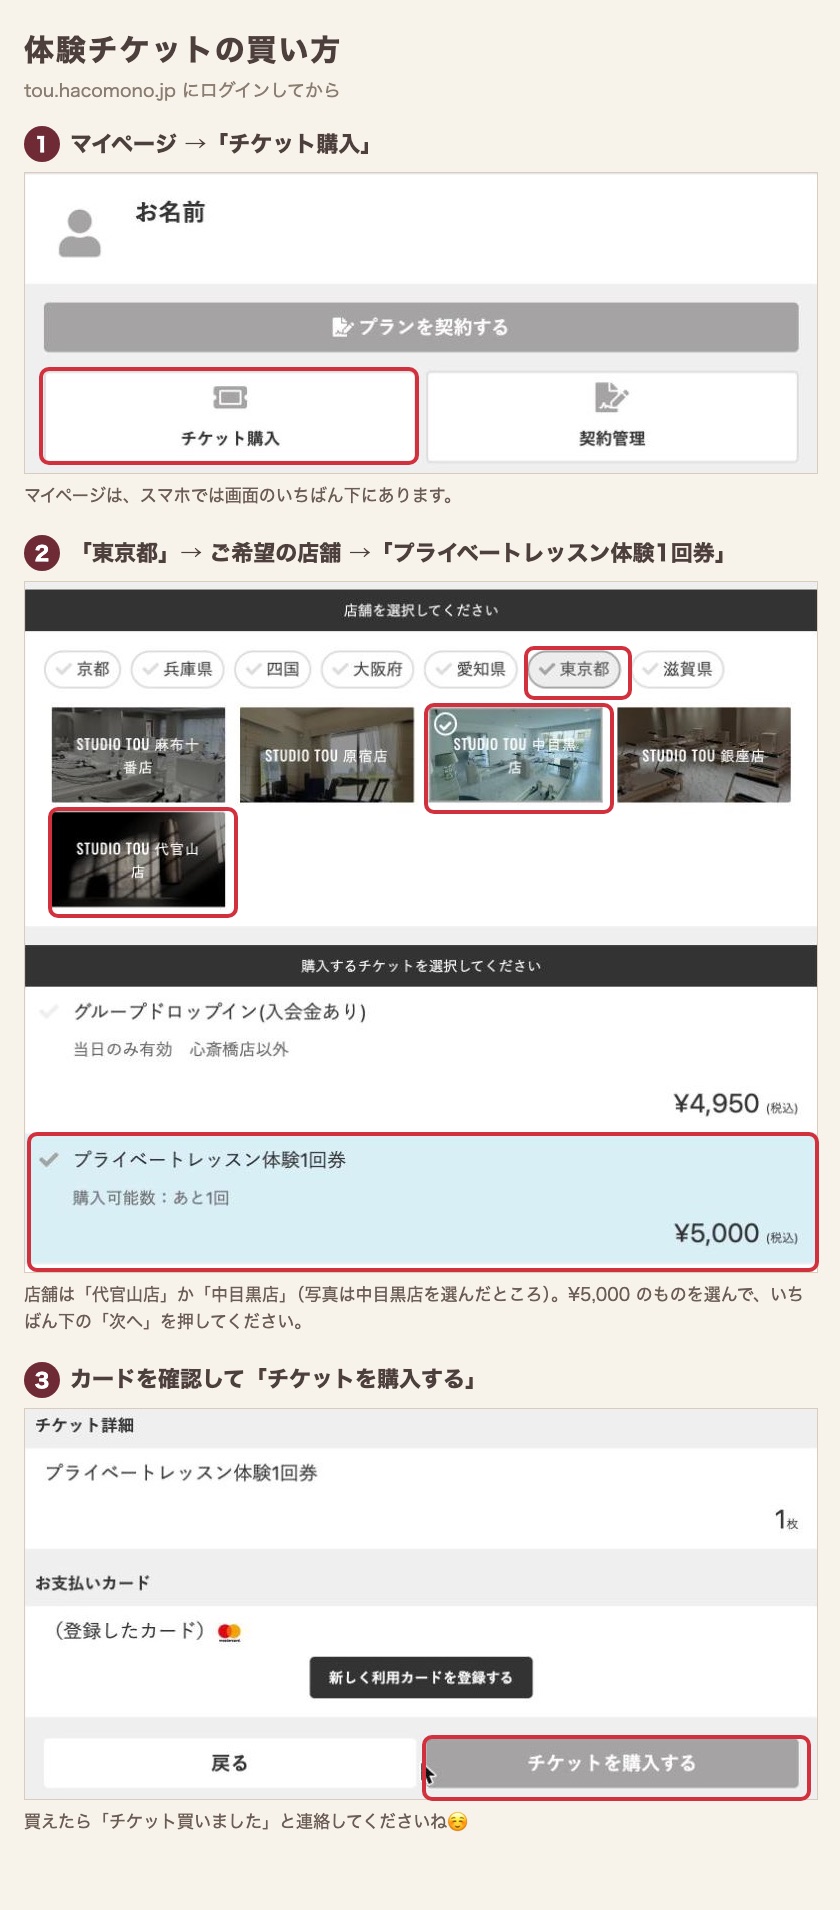 体験チケットの買い方
tou.hacomono.jp にログインしてから
1 マイページ →「チケット購入」
お名前
プランを契約する
チケット購入
契約管理
マイページは、スマホでは画面のいちばん下にあります。
2 「東京都」→ ご希望の店舗 →「プライベートレッスン体験1回券」
店舗を選択してください
京都 兵庫県 四国 大阪府 愛知県 東京都 滋賀県
STUDIO TOU 麻布十
番店
STUDIO TOU 原宿店
STUDIO TOU 中目黒
店
STUDIO TOU 銀座店
STUDIO TOU 代官山
店
購入するチケットを選択してください
グループドロップイン(入会金あり)
当日のみ有効　心斎橋店以外
¥4,950 (税込)
プライベートレッスン体験1回券
購入可能数：あと1回
¥5,000 (税込)
店舗は「代官山店」か「中目黒店」（写真は中目黒店を選んだところ）。¥5,000 のものを選んで、いち
ばん下の「次へ」を押してください。
3 カードを確認して「チケットを購入する」
チケット詳細
プライベートレッスン体験1回券
1枚
お支払いカード
（登録したカード）
新しく利用カードを登録する
戻る
チケットを購入する
買えたら「チケット買いました」と連絡してくださいね☺️